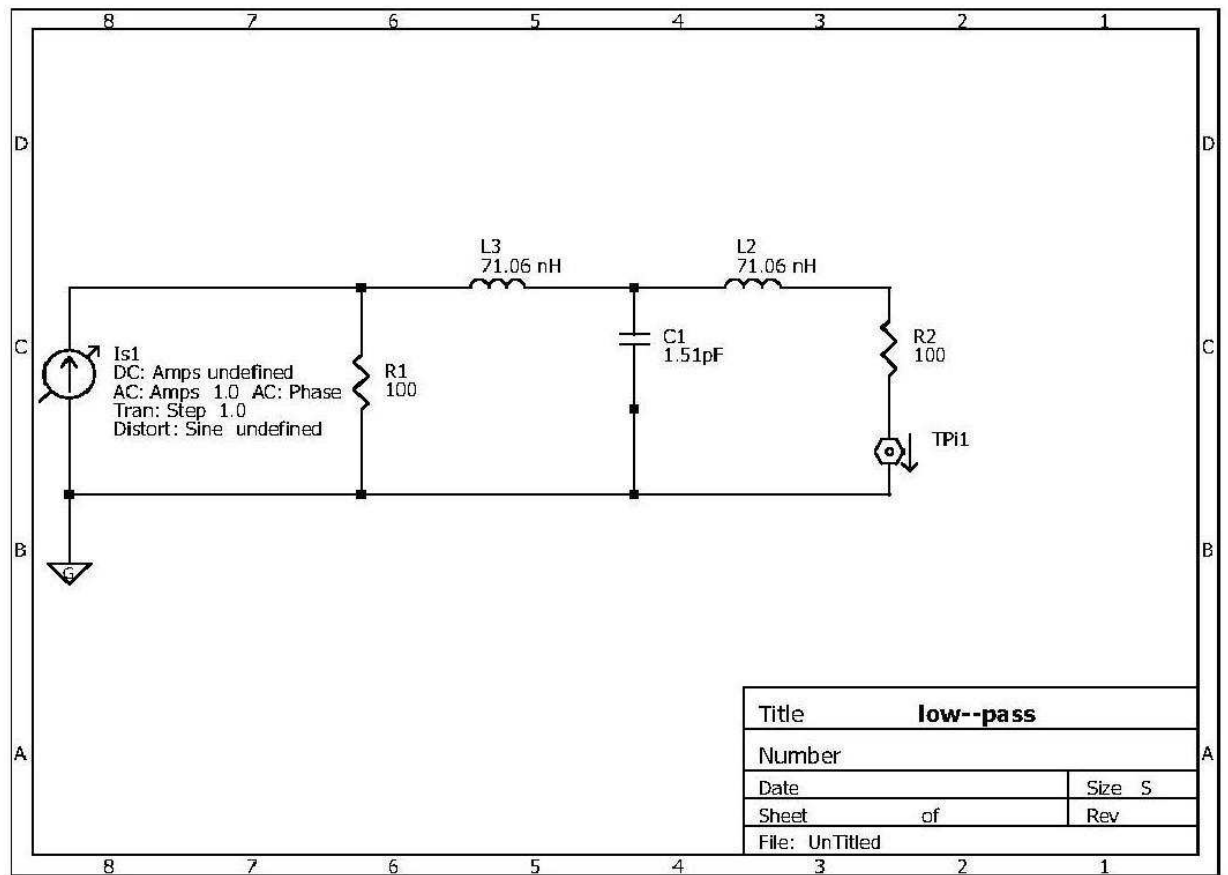 8 7 6 5 4 3 2 1
D D
L3 L2
71.06 nH 71.06 nH
C C
Is1
DC: Amps undefined
AC: Amps 1.0 AC: Phase
Tran: Step 1.0
Distort: Sine undefined
R1
100
C1
1.51pF
R2
100
TPi1
B B
G
Title low--pass
Number
A A
Date Size S
Sheet of Rev
File: UnTitled
8 7 6 5 4 3 2 1